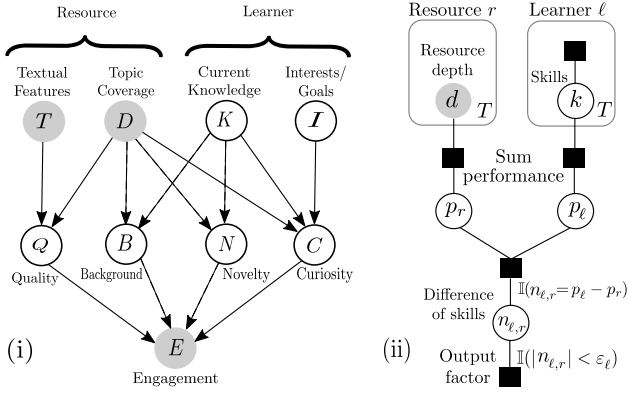 Resource
Learner
Textual
Features
Topic
Coverage
Current
Knowledge
Interests/
Goals
T
D
K
I
Q
B
N
C
Quality
Background
Novelty
Curiosity
E
Engagement
(i)
Resource r
Learner ℓ
Resource
depth
d
T
Skills
k
T
Sum
performance
p_r
p_ℓ
𝕀(n_{ℓ,r} = p_ℓ − p_r)
Difference
of skills
n_{ℓ,r}
Output
factor
𝕀(|n_{ℓ,r}| < ε_ℓ)
(ii)